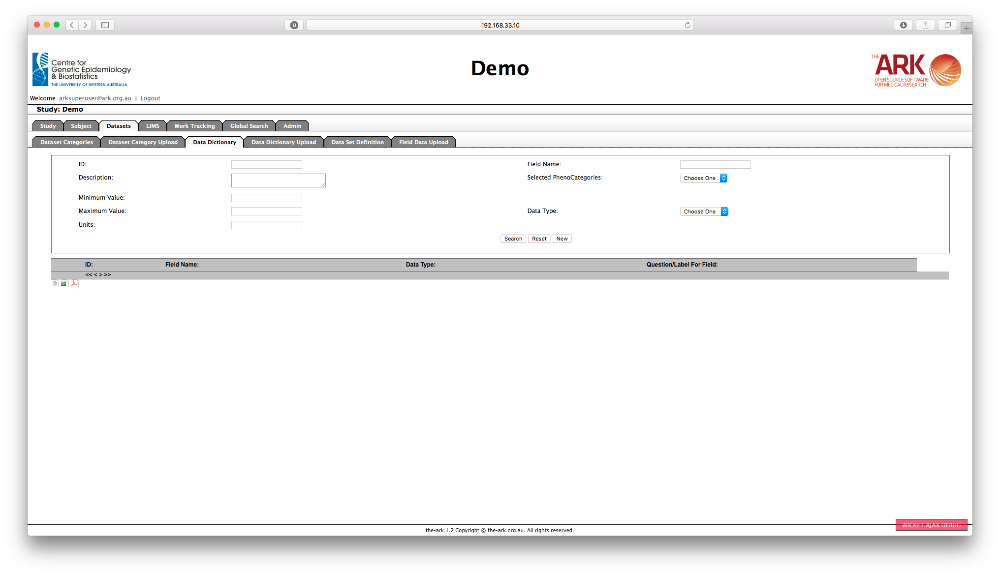 192.168.33.10
Centre for
Genetic Epidemiology
& Biostatistics
THE UNIVERSITY OF WESTERN AUSTRALIA
Demo
THE ARK
OPEN SOURCE SOFTWARE
FOR MEDICAL RESEARCH
Welcome arksuperuser@ark.org.au | Logout
Study: Demo
Study Subject Datasets LIMS Work Tracking Global Search Admin
Dataset Categories Dataset Category Upload Data Dictionary Data Dictionary Upload Data Set Definition Field Data Upload
ID: Field Name:
Description: Selected PhenoCategories: Choose One
Minimum Value:
Maximum Value: Data Type: Choose One
Units:
Search Reset New
ID: Field Name: Data Type: Question/Label For Field:
<< < > >>
WICKET AJAX DEBUG
the-ark 1.2 Copyright © the-ark.org.au. All rights reserved.